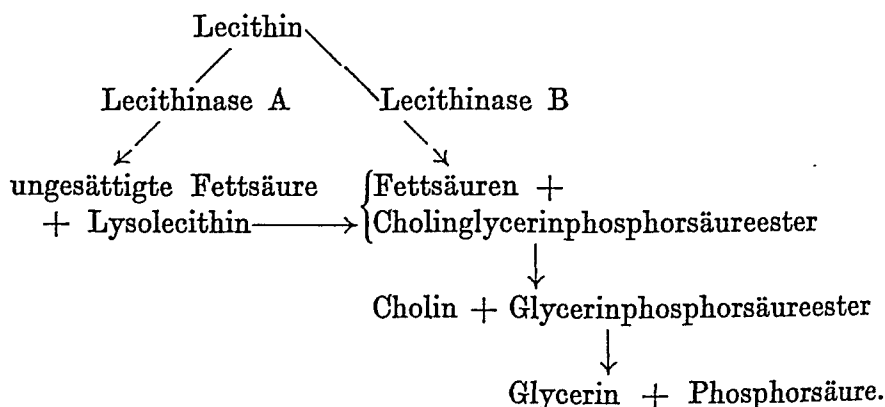 Lecithin
Lecithinase A Lecithinase B
ungesättigte Fettsäure Fettsäuren +
+ Lysolecithin Cholinglycerinphosphorsäureester
Cholin + Glycerinphosphorsäureester
Glycerin + Phosphorsäure.